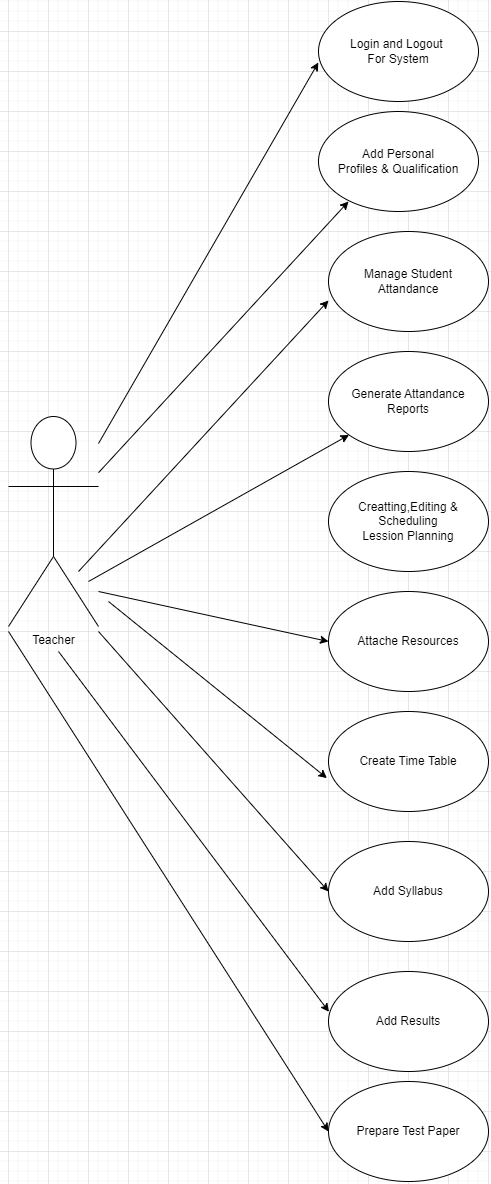 Login and Logout
For System
Add Personal
Profiles & Qualification
Manage Student
Attandance
Generate Attandance
Reports
Creatting,Editing &
Scheduling
Lession Planning
Teacher
Attache Resources
Create Time Table
Add Syllabus
Add Results
Prepare Test Paper